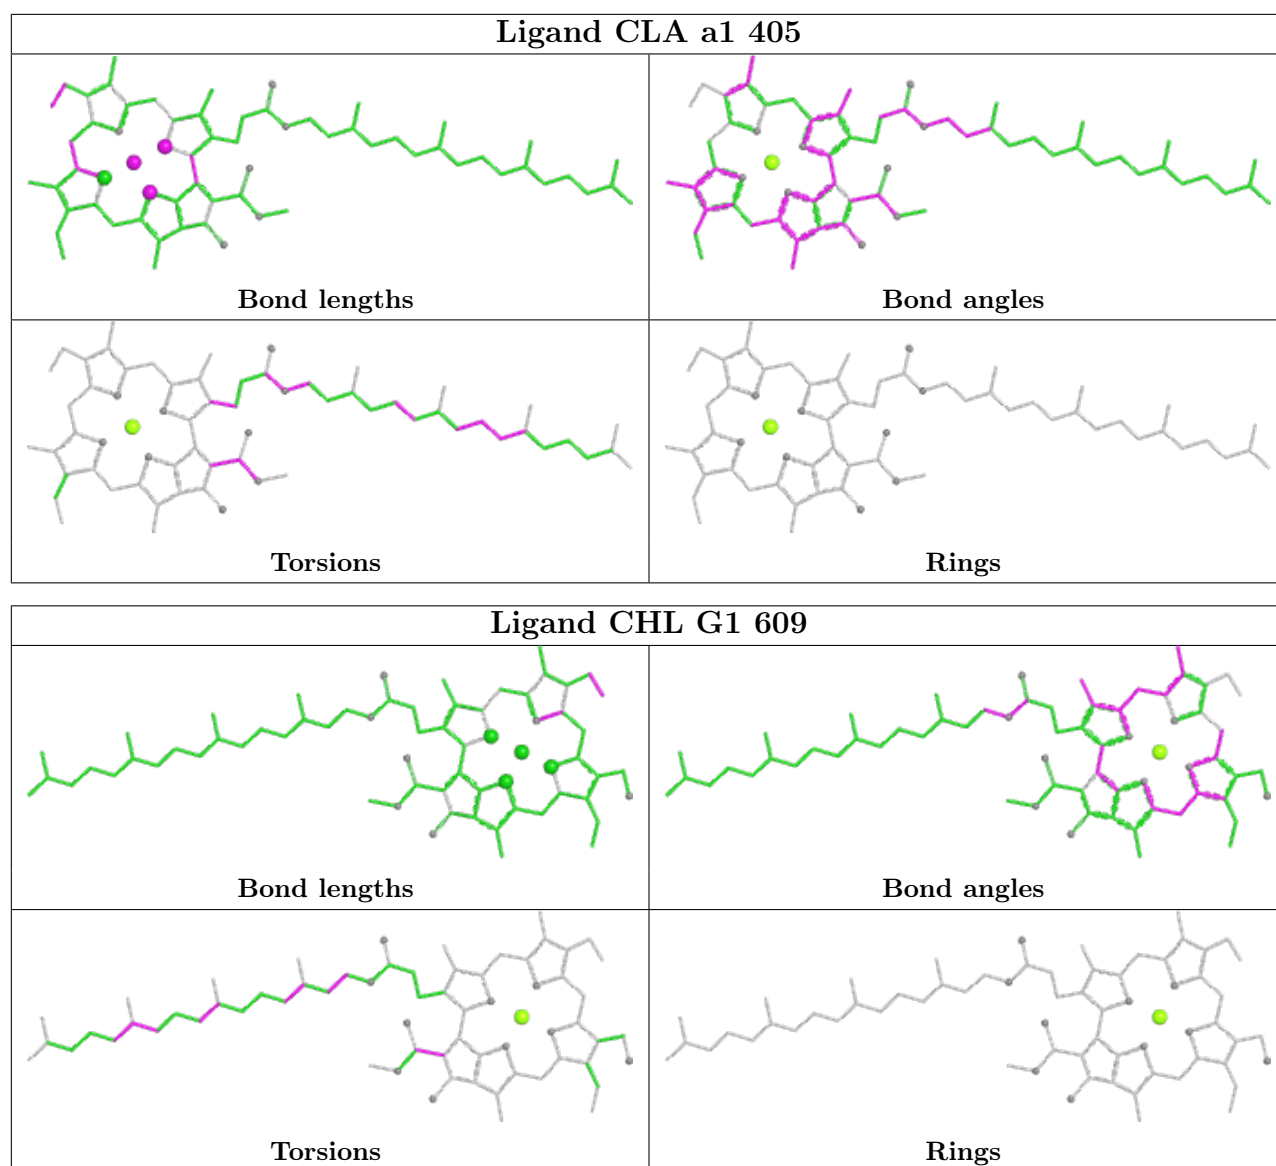 Ligand CLA a1 405
Bond lengths
Bond angles
Torsions
Rings
Ligand CHL G1 609
Bond lengths
Bond angles
Torsions
Rings